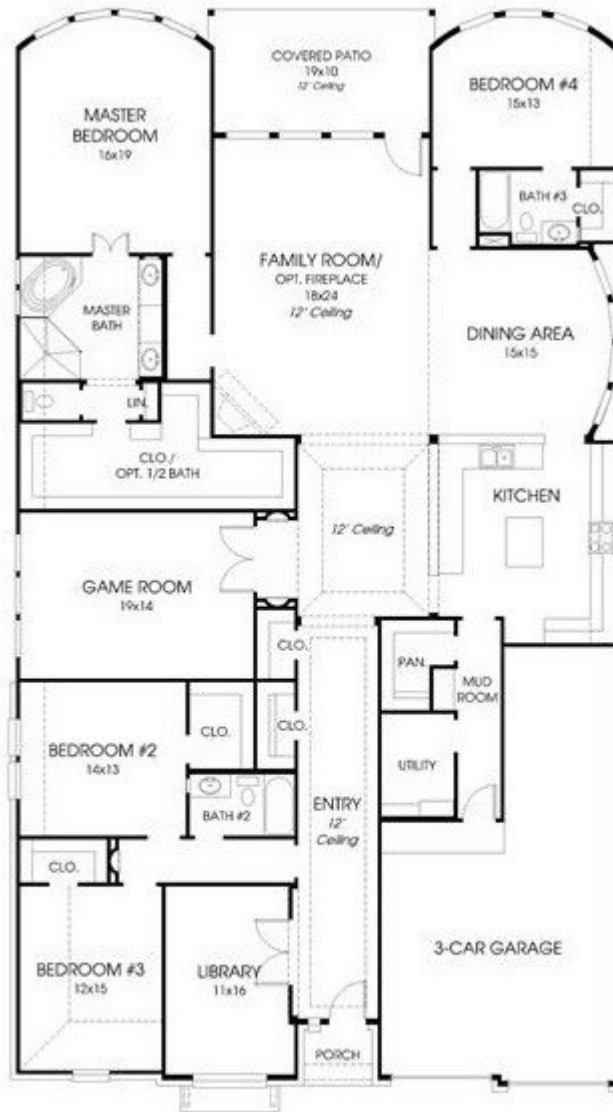 COVERED PATIO
19x10
12' Ceiling
BEDROOM #4
15x13
MASTER
BEDROOM
16x19
BATH #3
CLO.
FAMILY ROOM/
OPT. FIREPLACE
18x24
12' Ceiling
MASTER
BATH
DINING AREA
15x15
LIN.
CLO./
OPT. 1/2 BATH
KITCHEN
12' Ceiling
GAME ROOM
19x14
CLO.
PAN.
MUD
ROOM
CLO.
CLO.
BEDROOM #2
14x13
UTILITY
BATH #2
ENTRY
12'
Ceiling
CLO.
3-CAR GARAGE
BEDROOM #3
12x15
LIBRARY
11x16
PORCH